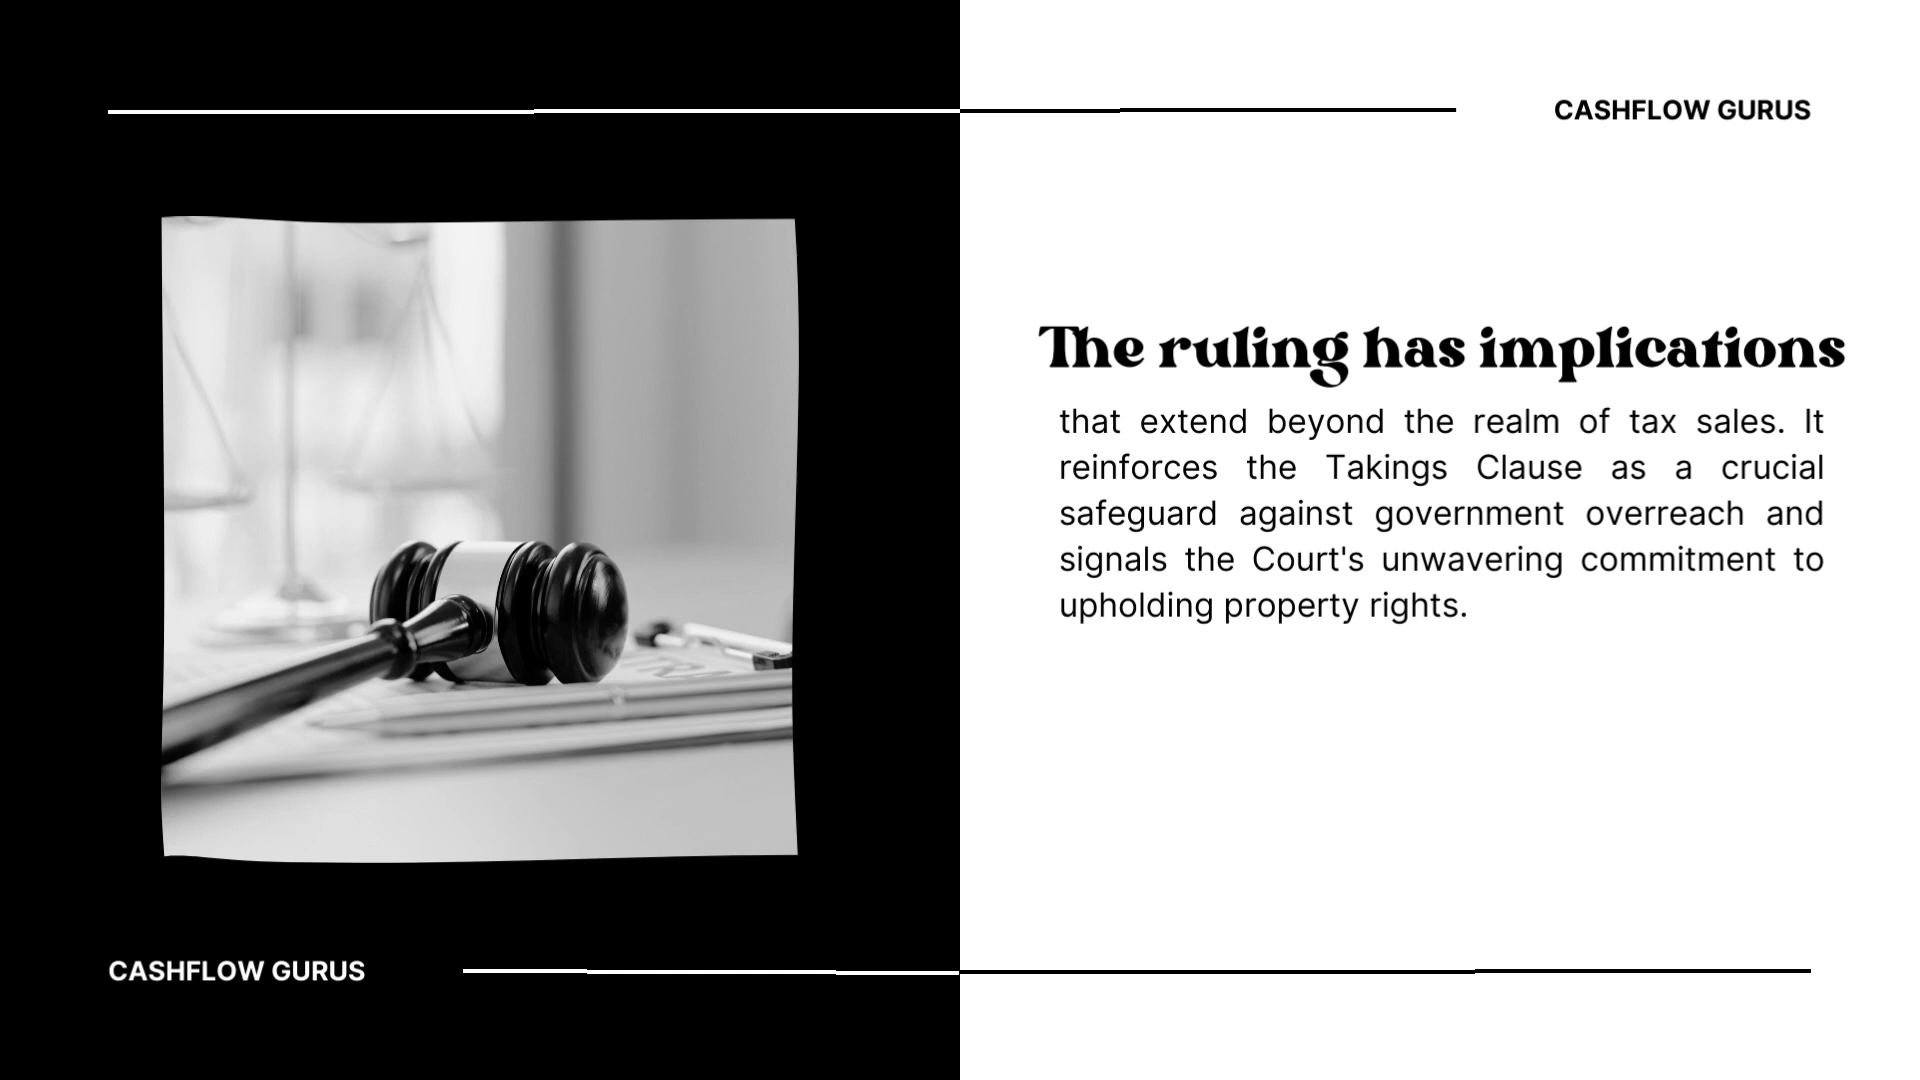 CASHFLOW GURUS
The ruling has implications
that extend beyond the realm of tax sales. It
reinforces the Takings Clause as a crucial
safeguard against government overreach and
signals the Court's unwavering commitment to
upholding property rights.
CASHFLOW GURUS